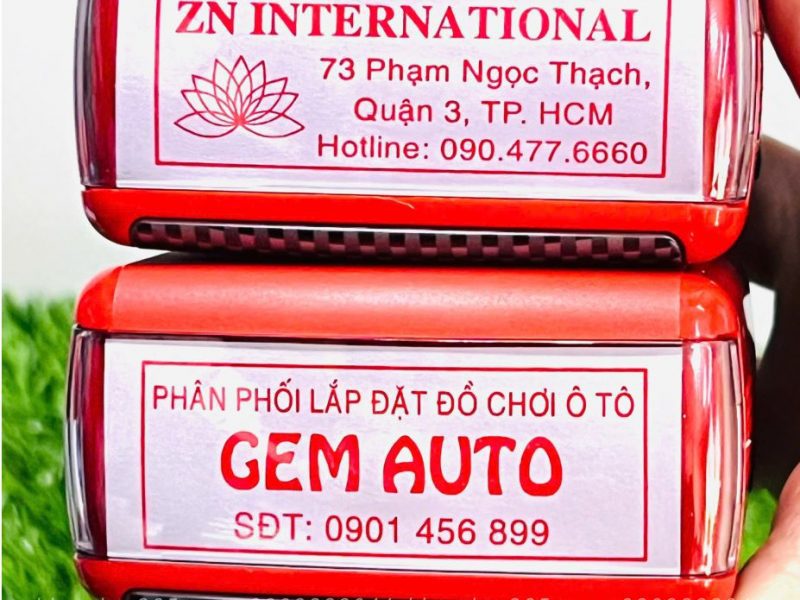 ZN INTERNATIONAL
73 Phạm Ngọc Thạch,
Quận 3, TP. HCM
Hotline: 090.477.6660
PHÂN PHỐI LẮP ĐẶT ĐỒ CHƠI Ô TÔ
GEM AUTO
SĐT: 0901 456 899